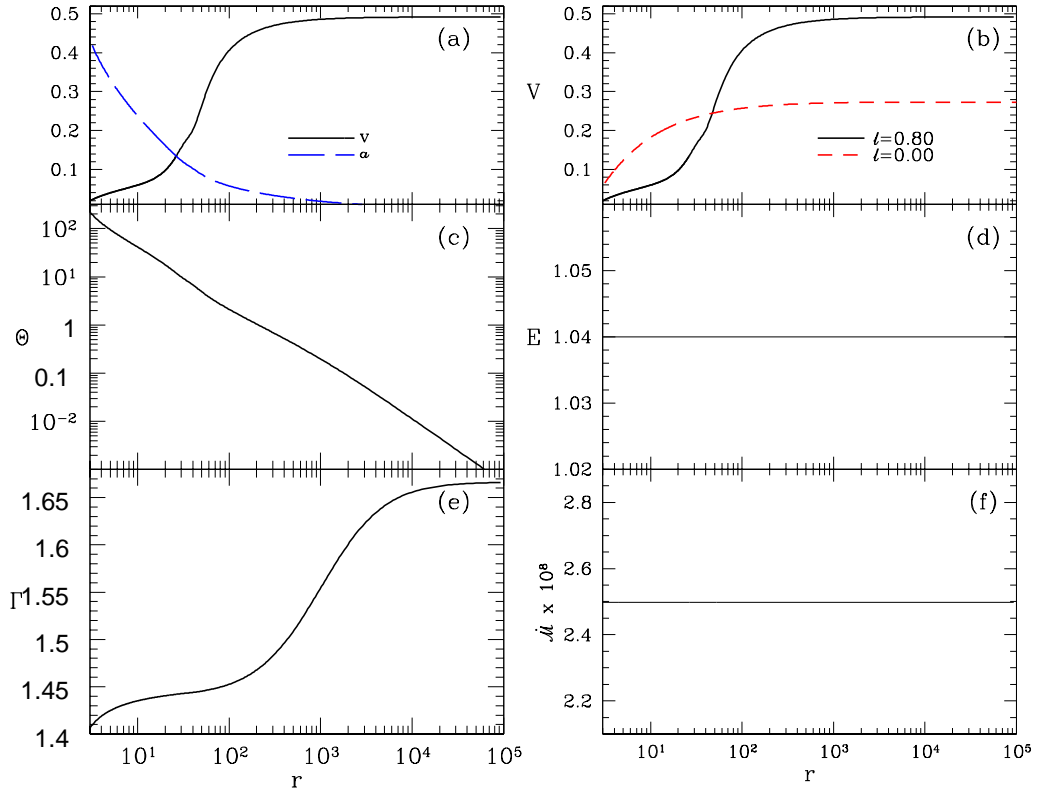 0.5
0.4
0.3
0.2
0.1
(a)
v
a
0.5
0.4
0.3
0.2
0.1
V
(b)
l=0.80
l=0.00
10²
10¹
1
0.1
10⁻²
Θ
(c)
1.05
1.04
1.03
1.02
E
(d)
1.65
1.6
1.55
1.5
1.45
1.4
Γ
(e)
10¹ 10² 10³ 10⁴ 10⁵
r
2.8
2.6
2.4
2.2
ℳ̇ x 10⁸
(f)
10¹ 10² 10³ 10⁴ 10⁵
r